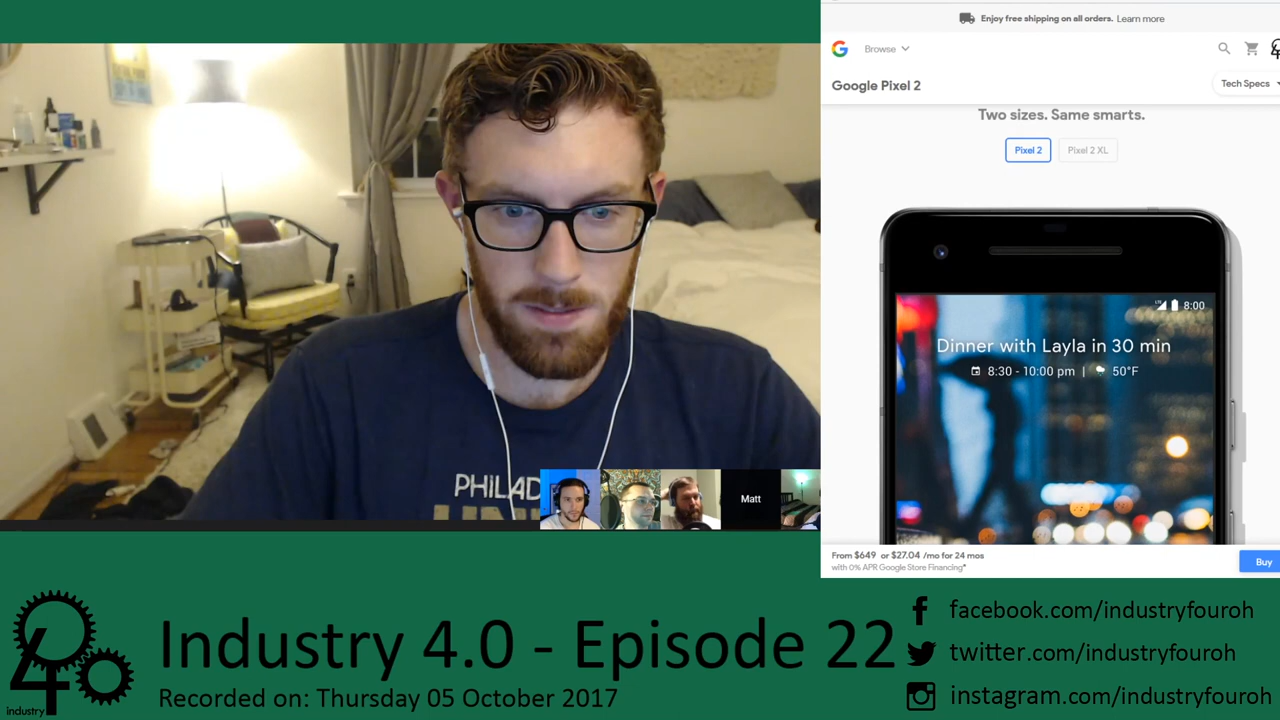 Enjoy free shipping on all orders. Learn more
Browse
Google Pixel 2
Tech Specs
Two sizes. Same smarts.
Pixel 2
Pixel 2 XL
8:00
Dinner with Layla in 30 min
8:30 - 10:00 pm | 50°F
PHILAD
Matt
From $649 or $27.04 /mo for 24 mos
with 0% APR Google Store Financing*
Buy
4.0
industry
Industry 4.0 - Episode 22
Recorded on: Thursday 05 October 2017
facebook.com/industryfouroh
twitter.com/industryfouroh
instagram.com/industryfouroh